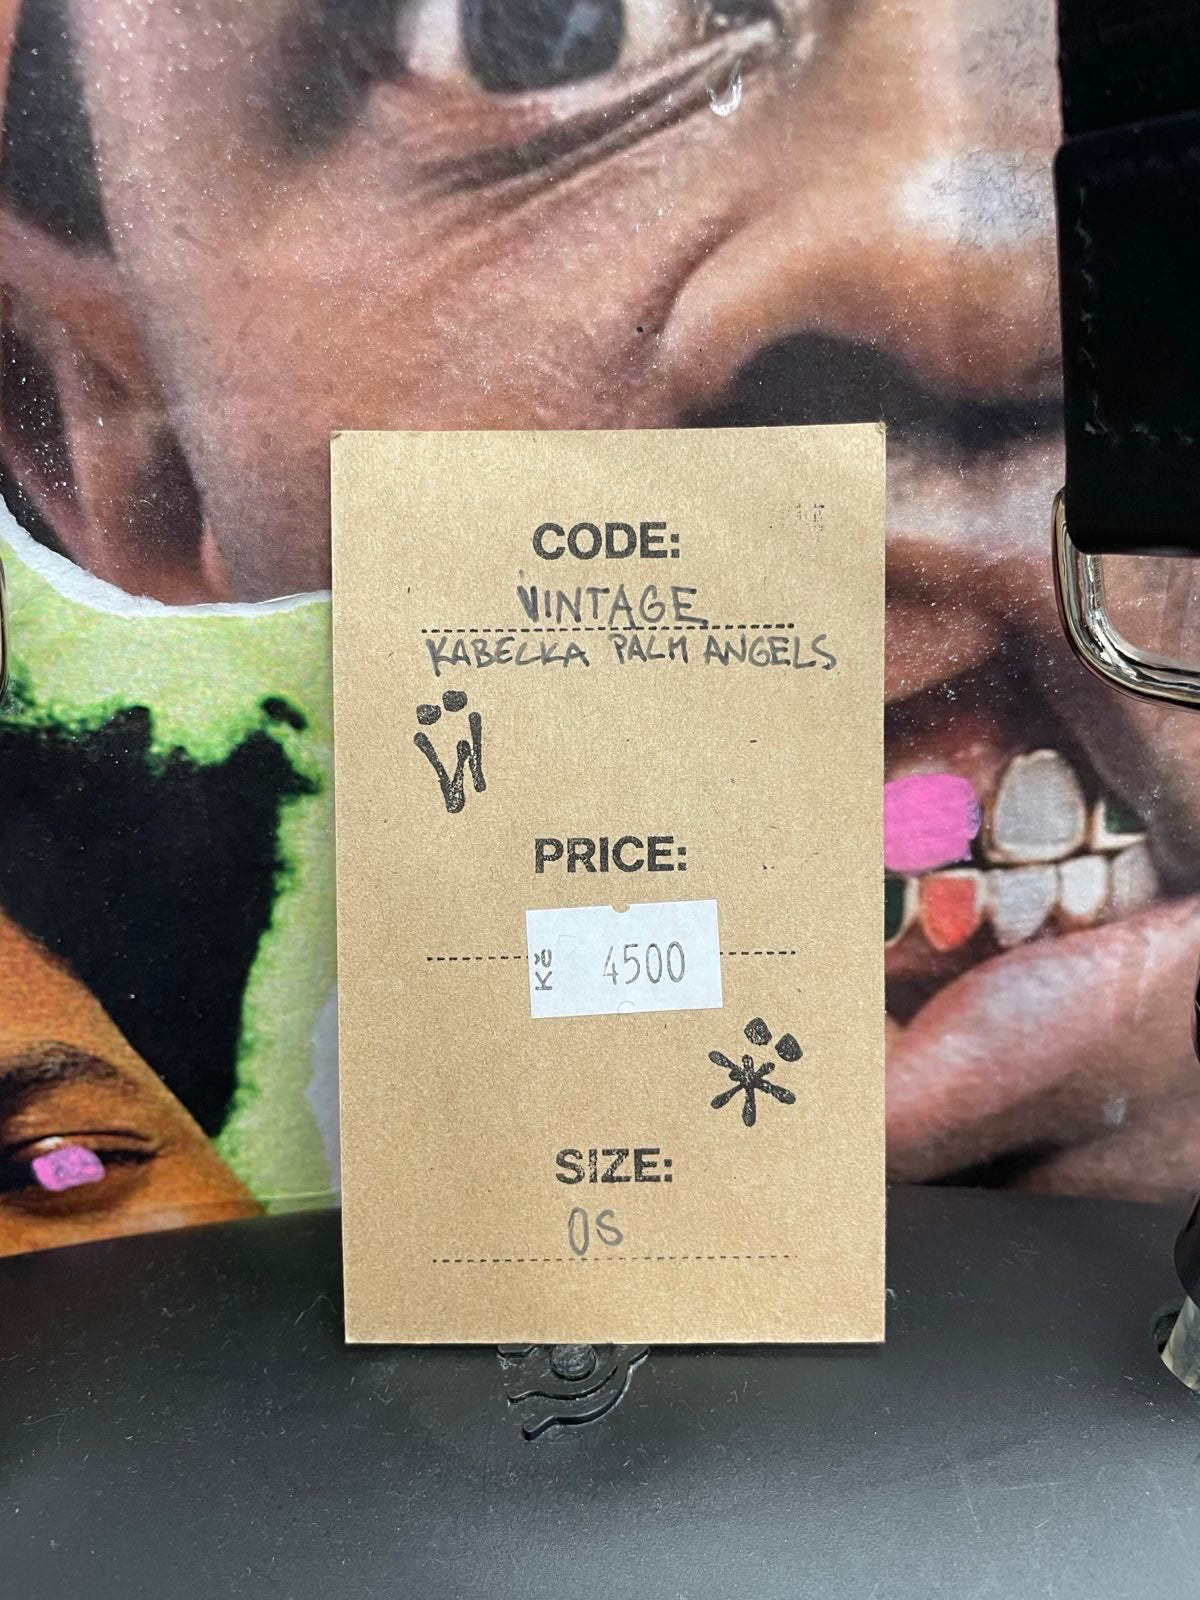 CODE:
VINTAGE
KABELKA PALM ANGELS
PRICE:
Kč 4500
SIZE:
OS